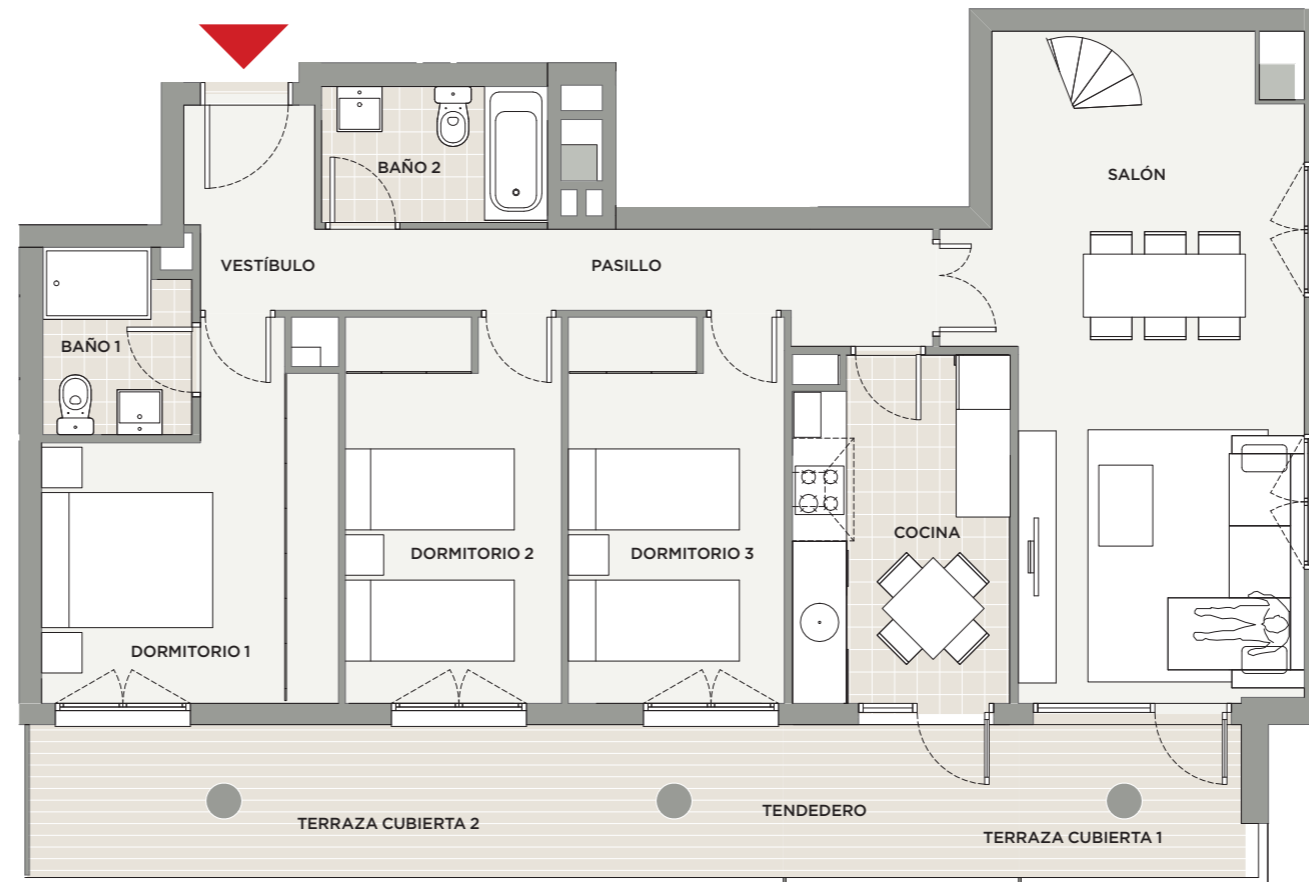 BAÑO 2
SALÓN
VESTÍBULO
PASILLO
BAÑO 1
COCINA
DORMITORIO 2
DORMITORIO 3
DORMITORIO 1
TENDEDERO
TERRAZA CUBIERTA 2
TERRAZA CUBIERTA 1